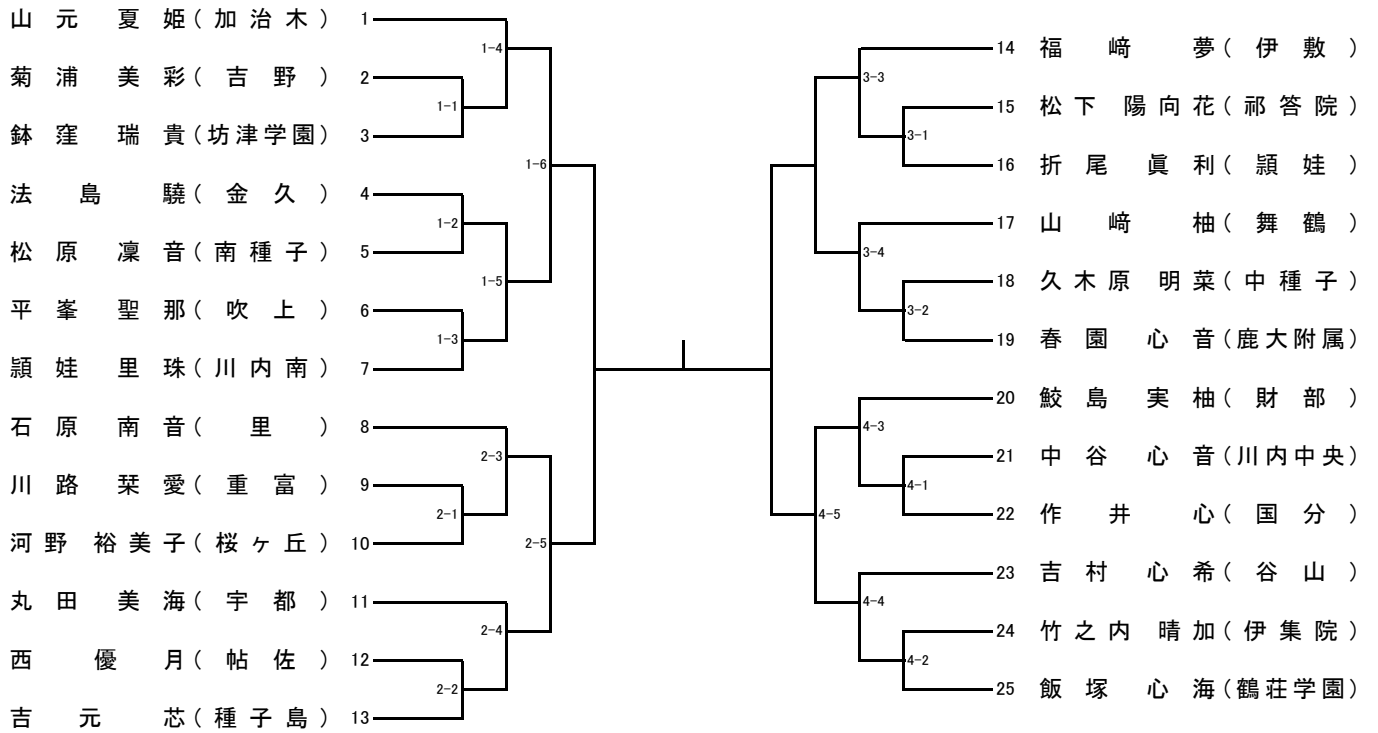 山元 夏姫(加治木) 1
1-4
菊浦 美彩(吉野) 2
1-1
鉢窪 瑞貴(坊津学園) 3
1-6
法島 驍(金久) 4
1-2
松原 凜音(南種子) 5
1-5
平峯 聖那(吹上) 6
1-3
頴娃 里珠(川内南) 7
石原 南音(里) 8
2-3
川路 栞愛(重富) 9
2-1
河野 裕美子(桜ヶ丘) 10
2-5
丸田 美海(宇都) 11
2-4
西 優月(帖佐) 12
2-2
吉元 芯(種子島) 13
14 福﨑 夢(伊敷)
3-3
15 松下 陽向花(祁答院)
3-1
16 折尾 眞利(頴娃)
17 山﨑 柚(舞鶴)
3-4
18 久木原 明菜(中種子)
3-2
19 春園 心音(鹿大附属)
20 鮫島 実柚(財部)
4-3
21 中谷 心音(川内中央)
4-1
22 作井 心(国分)
4-5
23 吉村 心希(谷山)
4-4
24 竹之内 晴加(伊集院)
4-2
25 飯塚 心海(鶴荘学園)